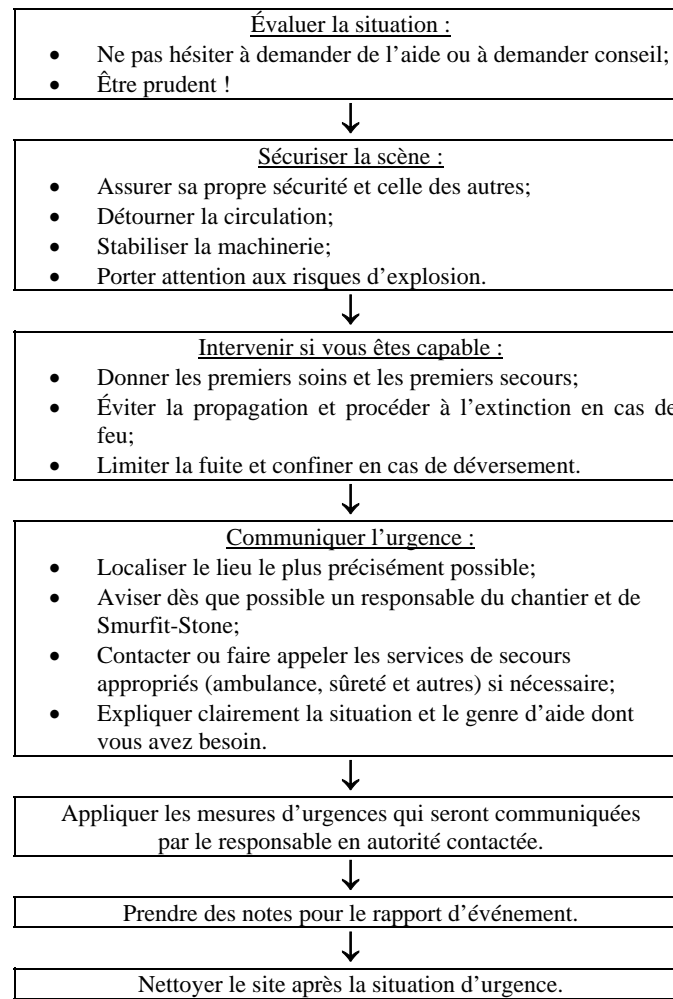 Évaluer la situation :
• Ne pas hésiter à demander de l'aide ou à demander conseil;
• Être prudent !
↓
Sécuriser la scène :
• Assurer sa propre sécurité et celle des autres;
• Détourner la circulation;
• Stabiliser la machinerie;
• Porter attention aux risques d'explosion.
↓
Intervenir si vous êtes capable :
• Donner les premiers soins et les premiers secours;
• Éviter la propagation et procéder à l'extinction en cas de
feu;
• Limiter la fuite et confiner en cas de déversement.
↓
Communiquer l'urgence :
• Localiser le lieu le plus précisément possible;
• Aviser dès que possible un responsable du chantier et de
Smurfit-Stone;
• Contacter ou faire appeler les services de secours
appropriés (ambulance, sûreté et autres) si nécessaire;
• Expliquer clairement la situation et le genre d'aide dont
vous avez besoin.
↓
Appliquer les mesures d'urgences qui seront communiquées
par le responsable en autorité contactée.
↓
Prendre des notes pour le rapport d'événement.
↓
Nettoyer le site après la situation d'urgence.